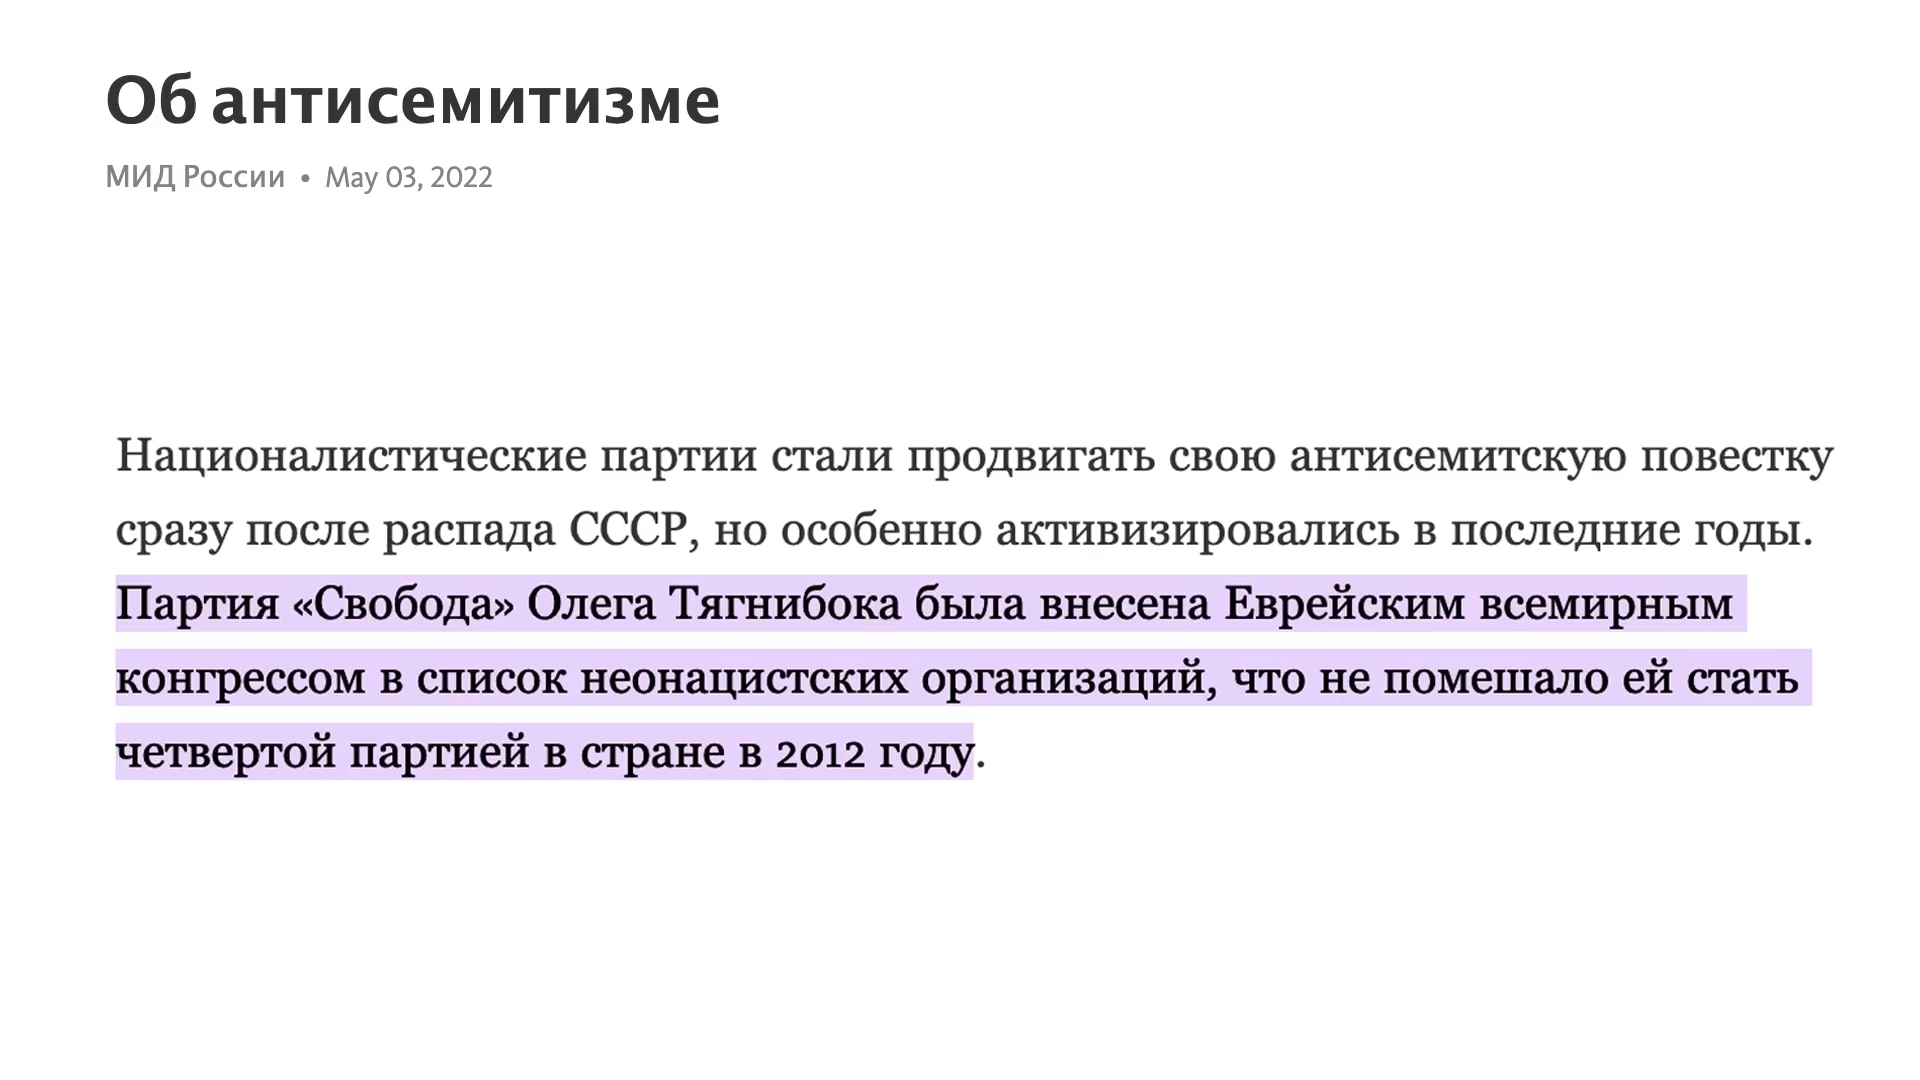 Об антисемитизме
МИД России • May 03, 2022
Националистические партии стали продвигать свою антисемитскую повестку
сразу после распада СССР, но особенно активизировались в последние годы.
Партия «Свобода» Олега Тягнибока была внесена Еврейским всемирным
конгрессом в список неонацистских организаций, что не помешало ей стать
четвертой партией в стране в 2012 году.